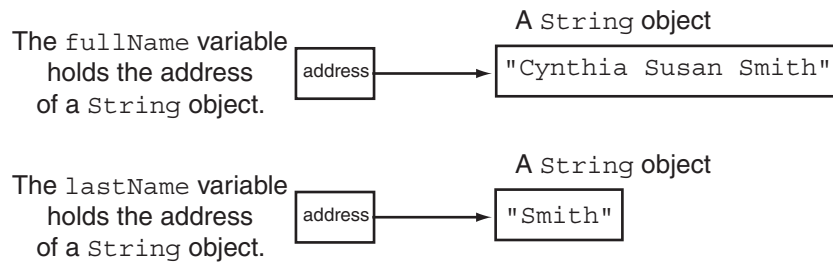 A String object
The fullName variable
holds the address
of a String object.
address
"Cynthia Susan Smith"
A String object
The lastName variable
holds the address
of a String object.
address
"Smith"